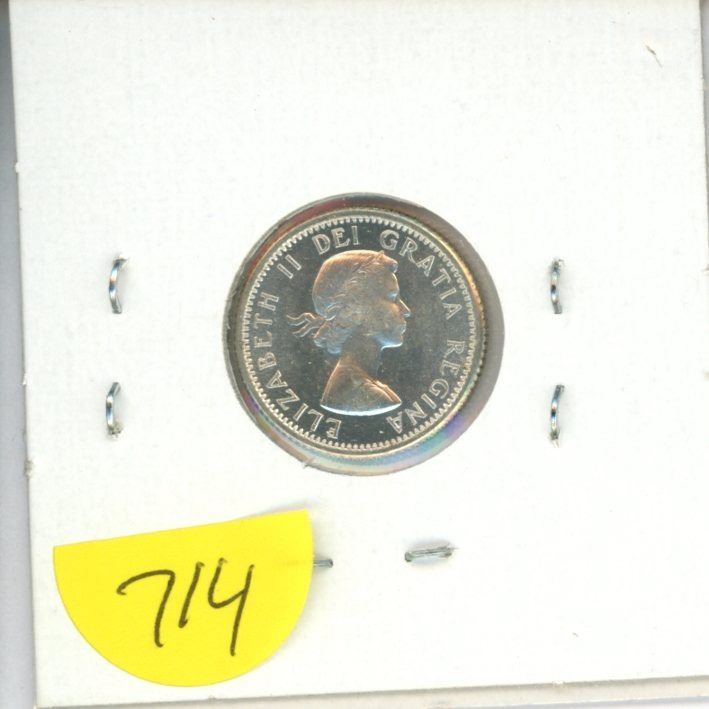 ELIZABETH II DEI GRATIA REGINA
714